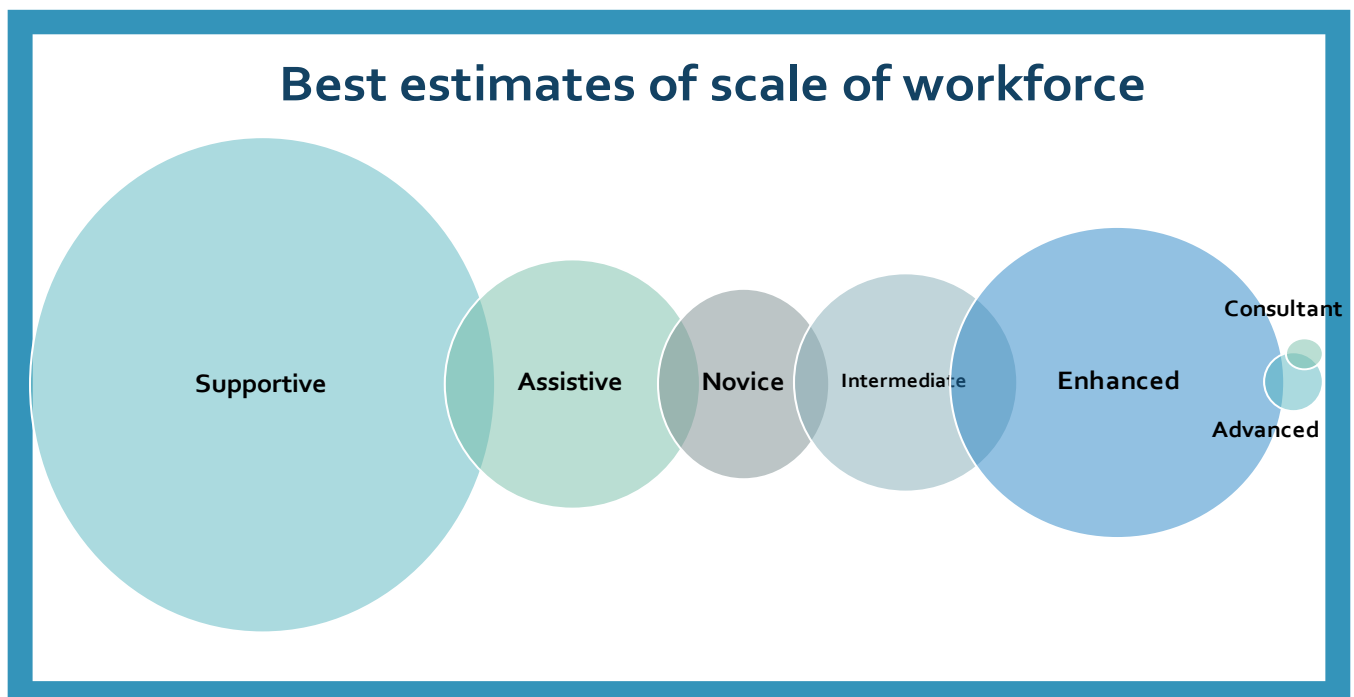 Best estimates of scale of workforce
Supportive
Assistive
Novice
Intermediate
Enhanced
Consultant
Advanced